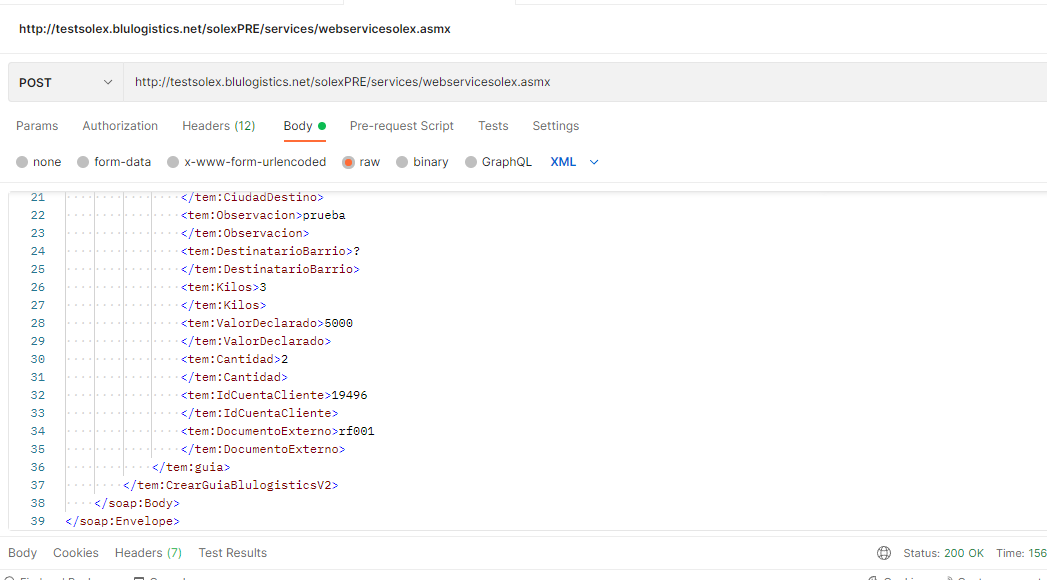 http://testsolex.blulogistics.net/solexPRE/services/webservicesolex.asmx
POST http://testsolex.blulogistics.net/solexPRE/services/webservicesolex.asmx
Params Authorization Headers (12) Body Pre-request Script Tests Settings
none form-data x-www-form-urlencoded raw binary GraphQL XML
21 </tem:CiudadDestino>
22 <tem:Observacion>prueba
23 </tem:Observacion>
24 <tem:DestinatarioBarrio>?
25 </tem:DestinatarioBarrio>
26 <tem:Kilos>3
27 </tem:Kilos>
28 <tem:ValorDeclarado>5000
29 </tem:ValorDeclarado>
30 <tem:Cantidad>2
31 </tem:Cantidad>
32 <tem:IdCuentaCliente>19496
33 </tem:IdCuentaCliente>
34 <tem:DocumentoExterno>rf001
35 </tem:DocumentoExterno>
36 </tem:guia>
37 </tem:CrearGuiaBlulogisticsV2>
38 </soap:Body>
39 </soap:Envelope>
Body Cookies Headers (7) Test Results Status: 200 OK Time: 156